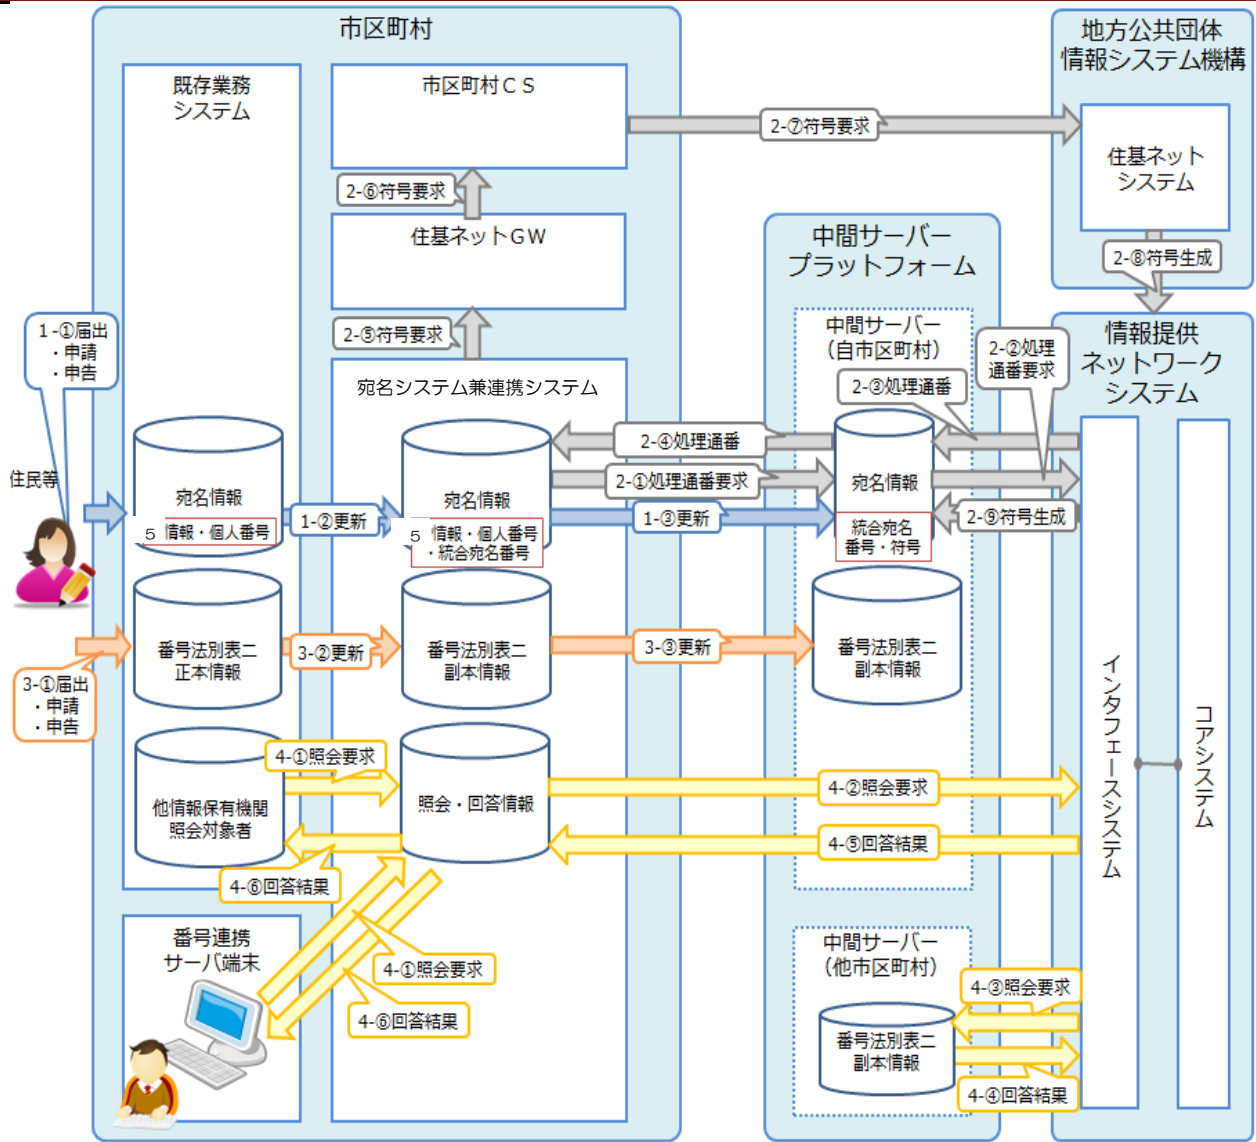 市区町村
地方公共団体
情報システム機構
既存業務
システム
市区町村ＣＳ
2-⑦符号要求
住基ネット
システム
2-⑥符号要求
住基ネットＧＷ
中間サーバー
プラットフォーム
2-⑧符号生成
1-①届出
・申請
・申告
2-⑤符号要求
中間サーバー
（自市区町村）
2-②処理
通番要求
情報提供
ネットワーク
システム
宛名システム兼連携システム
2-③処理通番
2-④処理通番
住民等
宛名情報
5 情報・個人番号
1-②更新
宛名情報
5 情報・個人番号
・統合宛名番号
2-①処理通番要求
1-③更新
宛名情報
統合宛名
番号・符号
2-⑨符号生成
3-①届出
・申請
・申告
番号法別表二
正本情報
3-②更新
番号法別表二
副本情報
3-③更新
番号法別表二
副本情報
インタフェースシステム
コアシステム
他情報保有機関
照会対象者
4-①照会要求
照会・回答情報
4-②照会要求
4-⑤回答結果
4-⑥回答結果
番号連携
サーバ端末
4-①照会要求
4-⑥回答結果
中間サーバー
（他市区町村）
4-③照会要求
番号法別表二
副本情報
4-④回答結果